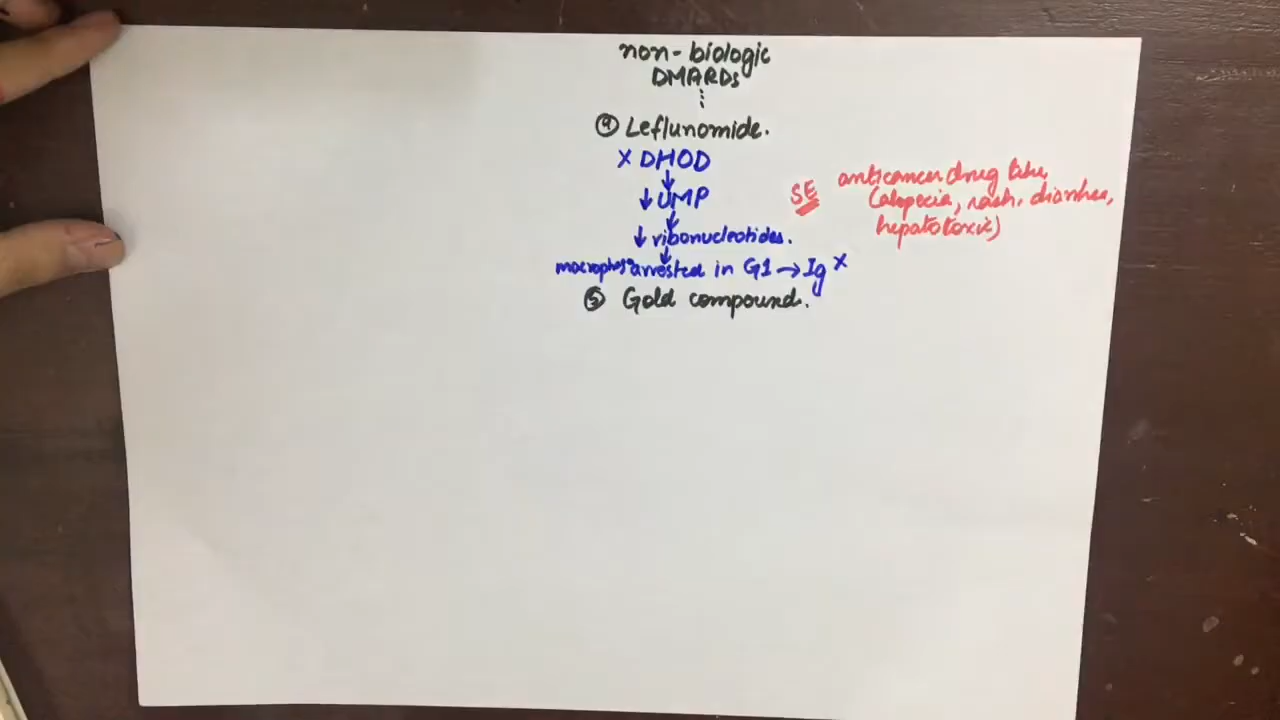 non-biologic
DMARDs
④ Leflunomide.
x DHOD
↓ UMP
↓ ribonucleotides.
macrophage arrested in G1 → Ig x
SE
anticancer drug like
(alopecia, rash, diarrhea,
hepatotoxic)
⑤ Gold compound.